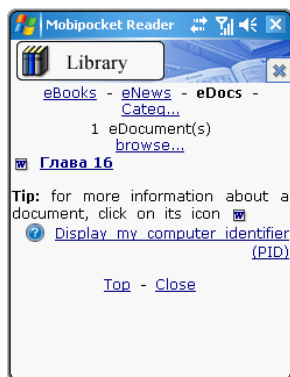 Mobipocket Reader
Library
eBooks - eNews - eDocs -
Categ...
1 eDocument(s)
browse...
Глава 16
Tip: for more information about a
document, click on its icon
Display my computer identifier
(PID)
Top - Close